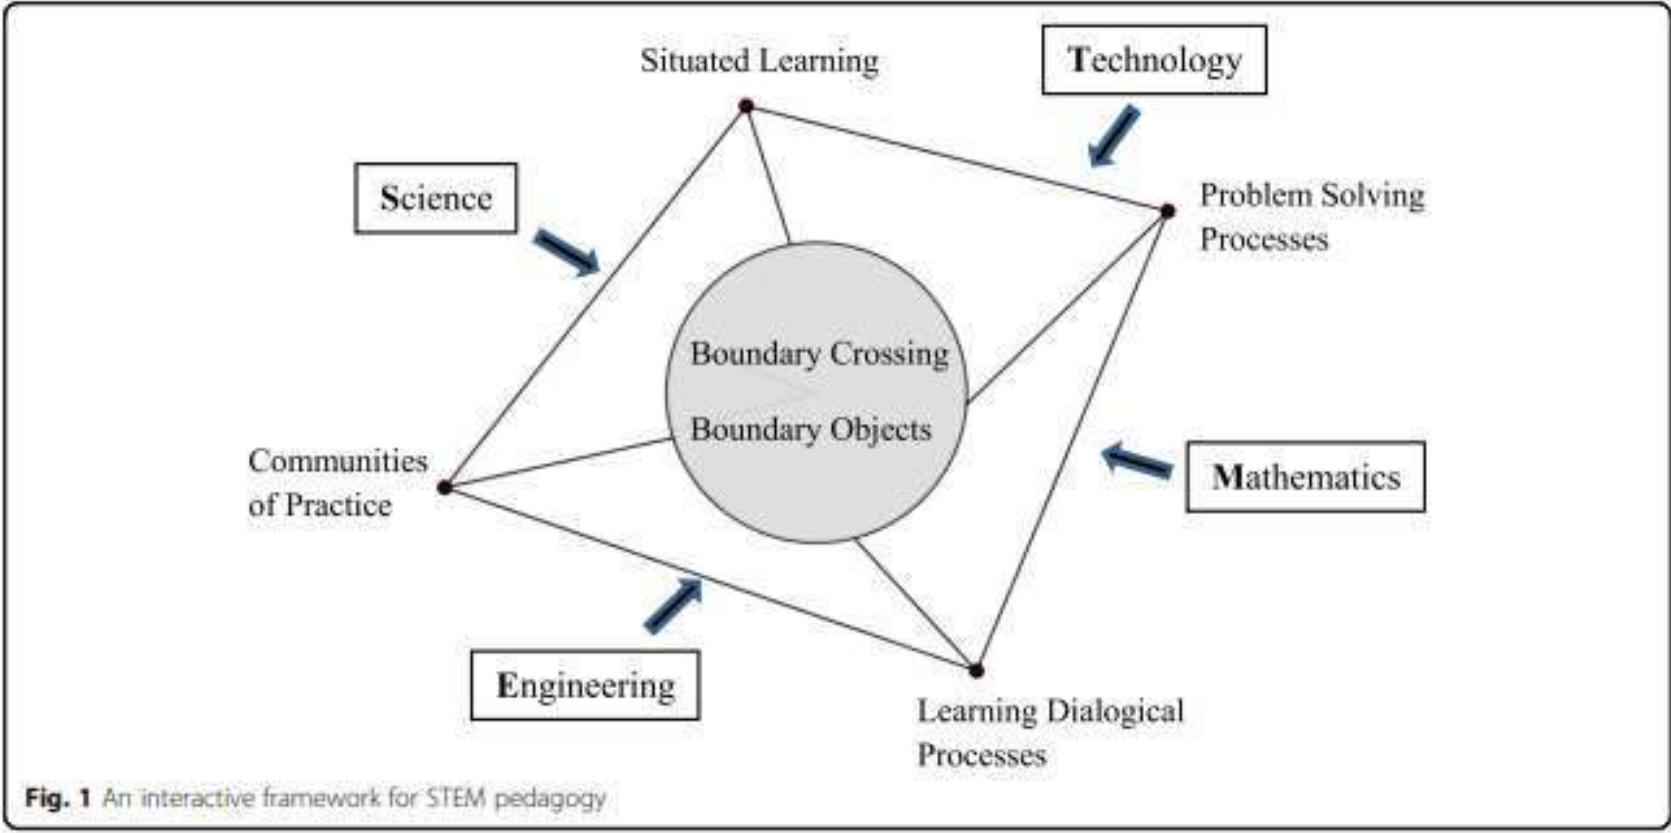 Situated Learning
Technology
Science
Problem Solving
Processes
Boundary Crossing
Boundary Objects
Communities
of Practice
Mathematics
Engineering
Learning Dialogical
Processes
Fig. 1 An interactive framework for STEM pedagogy